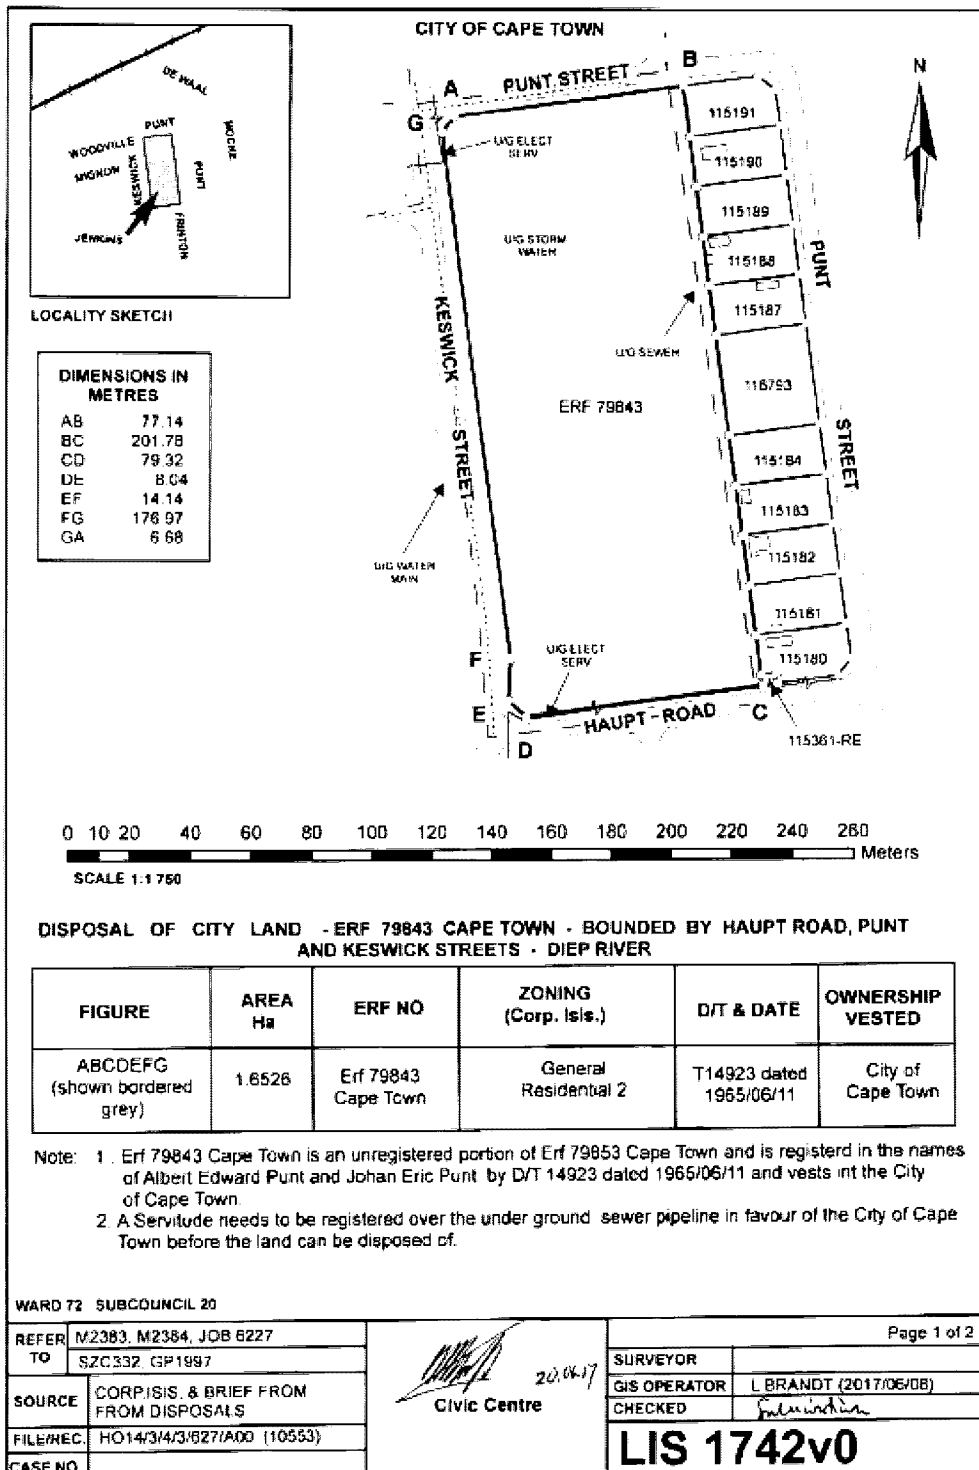 CITY OF CAPE TOWN
DE WAAL
PUNT
WOODVILLE
MIGNON
KESWICK
PUNT
MOCKE
JENKINS
FRINTON
LOCALITY SKETCH
N
A
PUNT STREET
B
G
U/G ELECT
SERV
U/G STORM
WATER
KESWICK
STREET
U/G SEWER
ERF 79843
U/G WATER
MAIN
115191
115190
115189
115188
115187
116793
115184
115183
115182
115181
115180
PUNT
STREET
F
U/G ELECT
SERV
E
D
HAUPT - ROAD
C
115361-RE
DIMENSIONS IN
METRES
AB 77.14
BC 201.78
CD 79.32
DE 8.04
EF 14.14
FG 176.97
GA 6.68
0 10 20 40 60 80 100 120 140 160 180 200 220 240 260
Meters
SCALE 1:1 750
DISPOSAL OF CITY LAND - ERF 79843 CAPE TOWN - BOUNDED BY HAUPT ROAD, PUNT
AND KESWICK STREETS - DIEP RIVER
FIGURE AREA Ha ERF NO ZONING (Corp. Isis.) D/T & DATE OWNERSHIP VESTED
ABCDEFG (shown bordered grey) 1.6526 Erf 79843 Cape Town General Residential 2 T14923 dated 1965/06/11 City of Cape Town
Note: 1. Erf 79843 Cape Town is an unregistered portion of Erf 79853 Cape Town and is registerd in the names
of Albert Edward Punt and Johan Eric Punt by D/T 14923 dated 1965/06/11 and vests int the City
of Cape Town.
2. A Servitude needs to be registered over the under ground sewer pipeline in favour of the City of Cape
Town before the land can be disposed of.
WARD 72 SUBCOUNCIL 20
REFER TO M2383, M2384, JOB 6227
SZC332, GP1997
SOURCE CORP.ISIS. & BRIEF FROM
FROM DISPOSALS
FILE/REC. HO14/3/4/3/627/A00 (10553)
CASE NO
20.06.17
Civic Centre
Page 1 of 2
SURVEYOR
GIS OPERATOR L BRANDT (2017/06/08)
CHECKED
LIS 1742v0